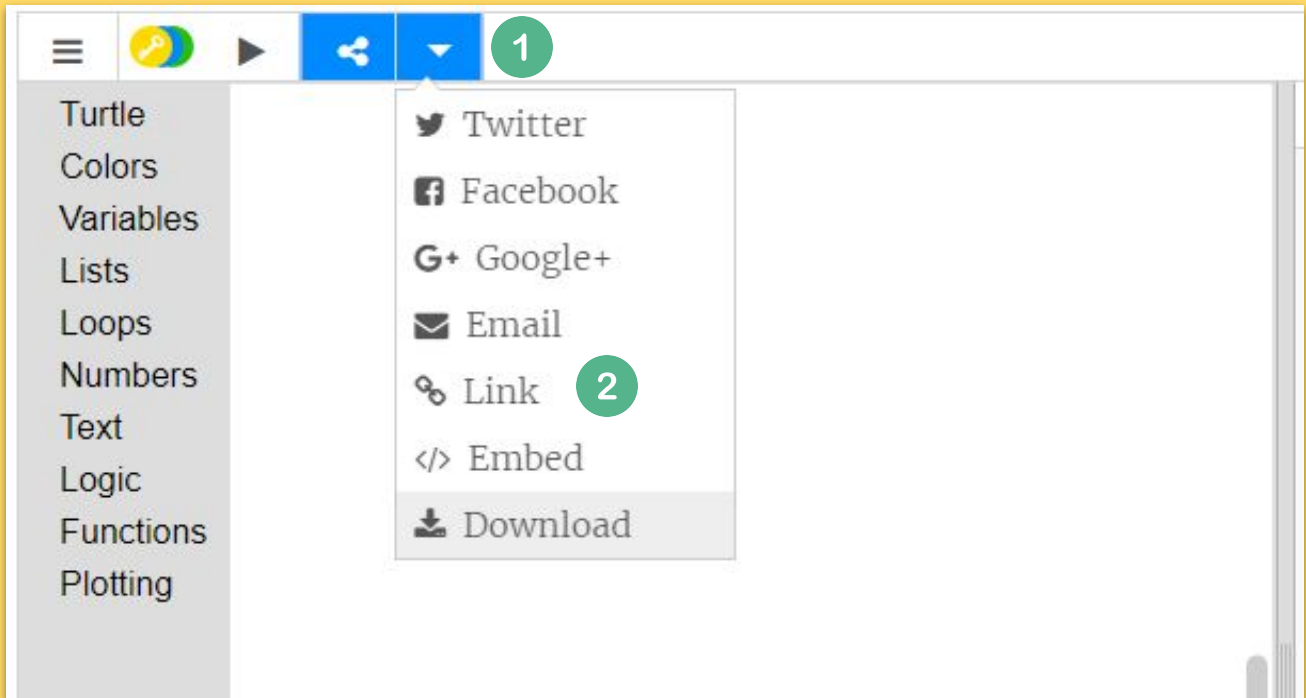 1
Turtle
Colors
Variables
Lists
Loops
Numbers
Text
Logic
Functions
Plotting
Twitter
Facebook
G+ Google+
Email
Link 2
</> Embed
Download